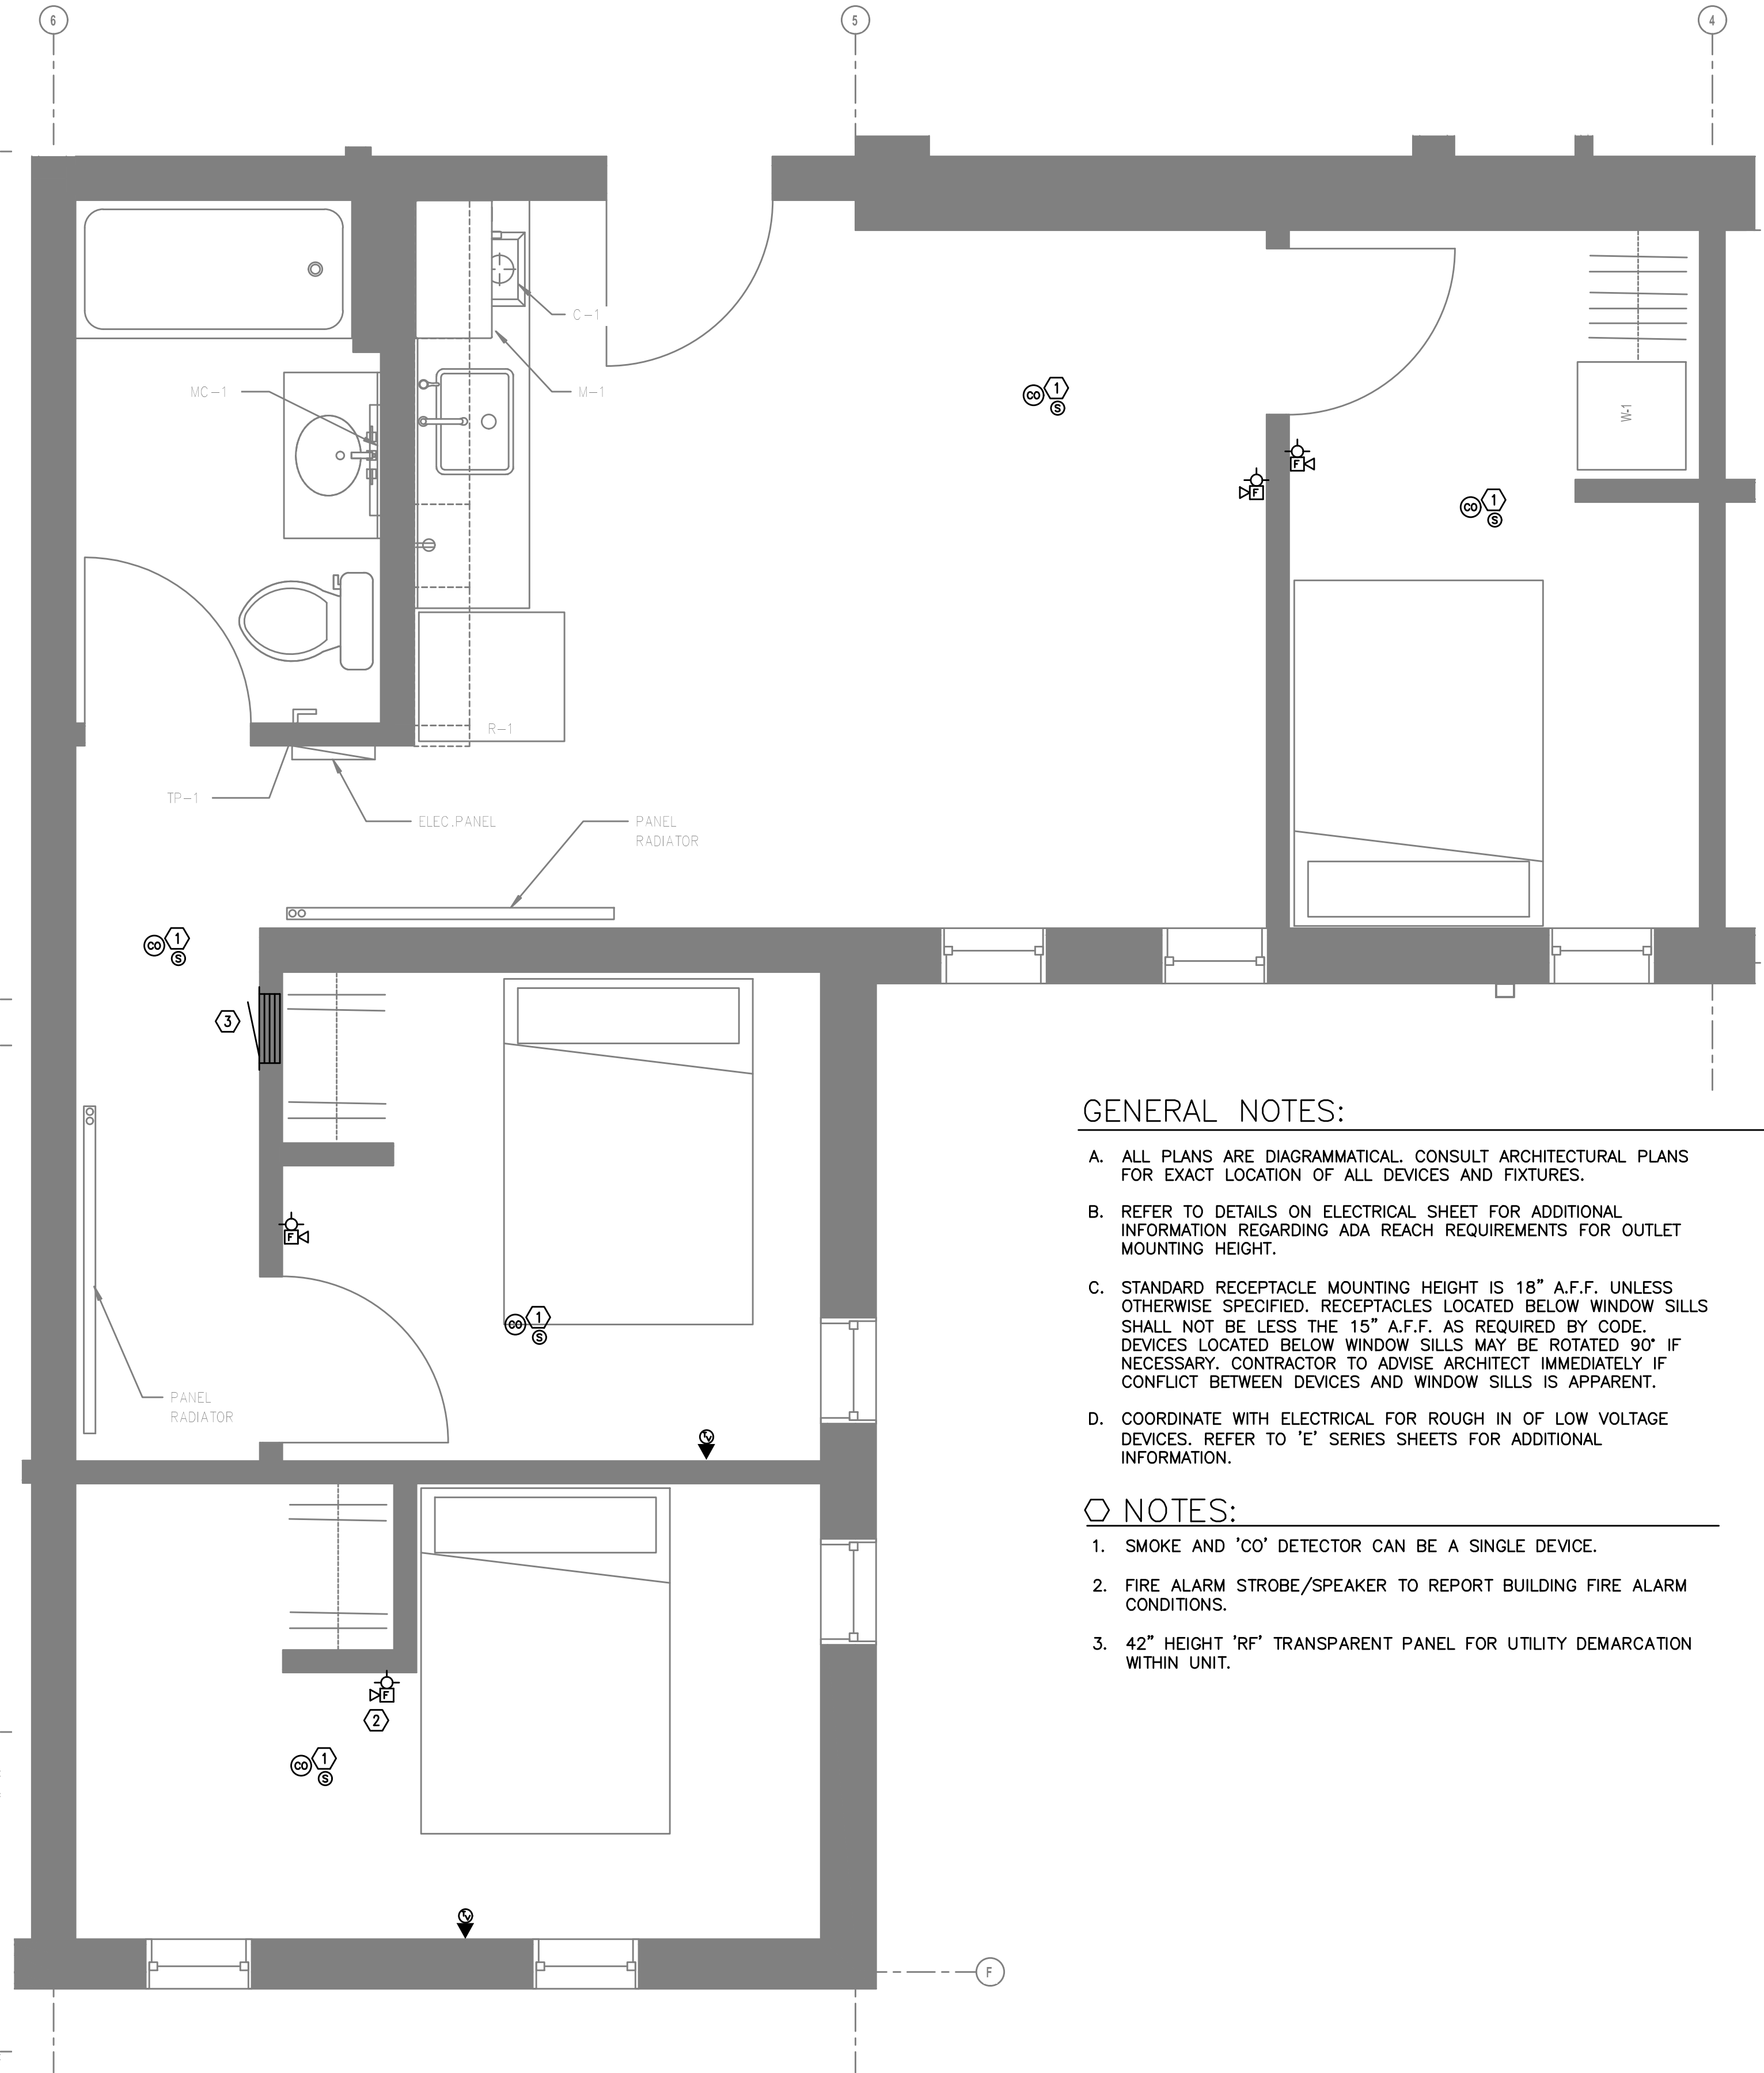 6
5
4
C-1
MC-1
M-1
CO 1
S
W-1
F
F
CO 1
S
R-1
TP-1
ELEC.PANEL
PANEL
RADIATOR
CO 1
S
3
GENERAL NOTES:
A. ALL PLANS ARE DIAGRAMMATICAL. CONSULT ARCHITECTURAL PLANS
FOR EXACT LOCATION OF ALL DEVICES AND FIXTURES.
B. REFER TO DETAILS ON ELECTRICAL SHEET FOR ADDITIONAL
INFORMATION REGARDING ADA REACH REQUIREMENTS FOR OUTLET
MOUNTING HEIGHT.
C. STANDARD RECEPTACLE MOUNTING HEIGHT IS 18" A.F.F. UNLESS
OTHERWISE SPECIFIED. RECEPTACLES LOCATED BELOW WINDOW SILLS
SHALL NOT BE LESS THE 15" A.F.F. AS REQUIRED BY CODE.
DEVICES LOCATED BELOW WINDOW SILLS MAY BE ROTATED 90° IF
NECESSARY. CONTRACTOR TO ADVISE ARCHITECT IMMEDIATELY IF
CONFLICT BETWEEN DEVICES AND WINDOW SILLS IS APPARENT.
D. COORDINATE WITH ELECTRICAL FOR ROUGH IN OF LOW VOLTAGE
DEVICES. REFER TO 'E' SERIES SHEETS FOR ADDITIONAL
INFORMATION.
NOTES:
1. SMOKE AND 'CO' DETECTOR CAN BE A SINGLE DEVICE.
2. FIRE ALARM STROBE/SPEAKER TO REPORT BUILDING FIRE ALARM
CONDITIONS.
3. 42" HEIGHT 'RF' TRANSPARENT PANEL FOR UTILITY DEMARCATION
WITHIN UNIT.
F
CO 1
S
PANEL
RADIATOR
TV
F
2
CO 1
S
TV
F